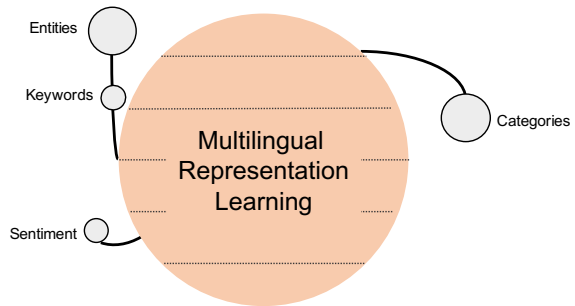 Entities
Keywords
Multilingual
Representation
Learning
Categories
Sentiment